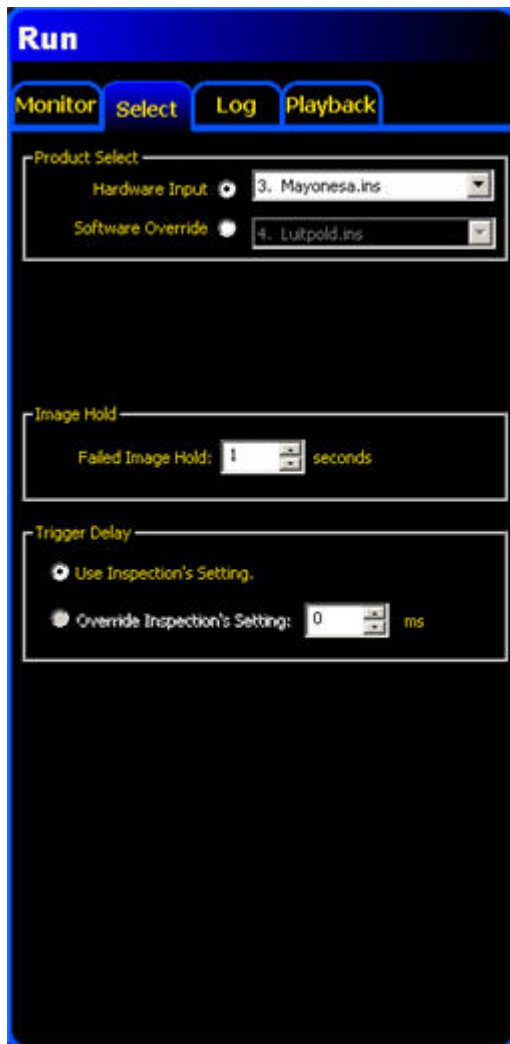 Run
Monitor Select Log Playback
Product Select
Hardware Input 3. Mayonesa.ins
Software Override 4. Luitpold.ins
Image Hold
Failed Image Hold: 1 seconds
Trigger Delay
Use Inspection's Setting.
Override Inspection's Setting: 0 ms